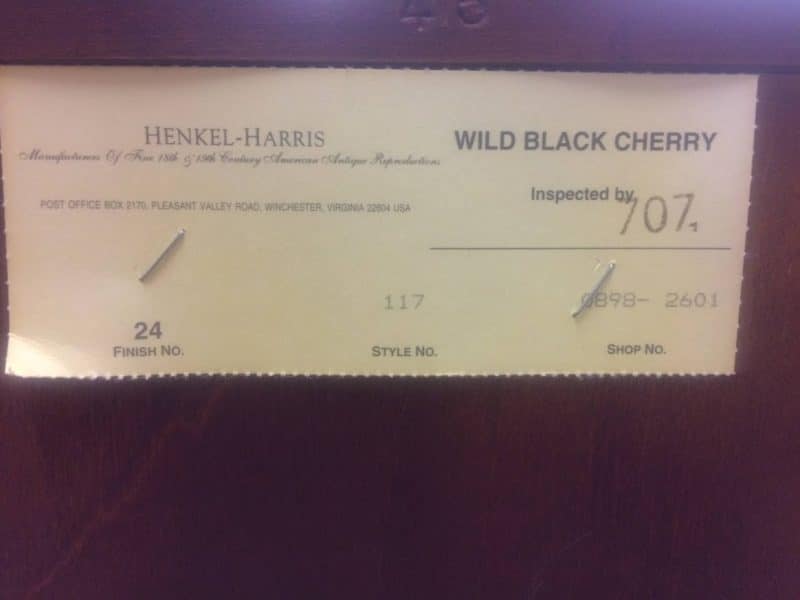 48
HENKEL-HARRIS
Manufacturers Of Fine 18th & 19th Century American Antique Reproductions
POST OFFICE BOX 2170, PLEASANT VALLEY ROAD, WINCHESTER, VIRGINIA 22604 USA
WILD BLACK CHERRY
Inspected by 707
24
FINISH NO.
117
STYLE NO.
0898- 2601
SHOP NO.